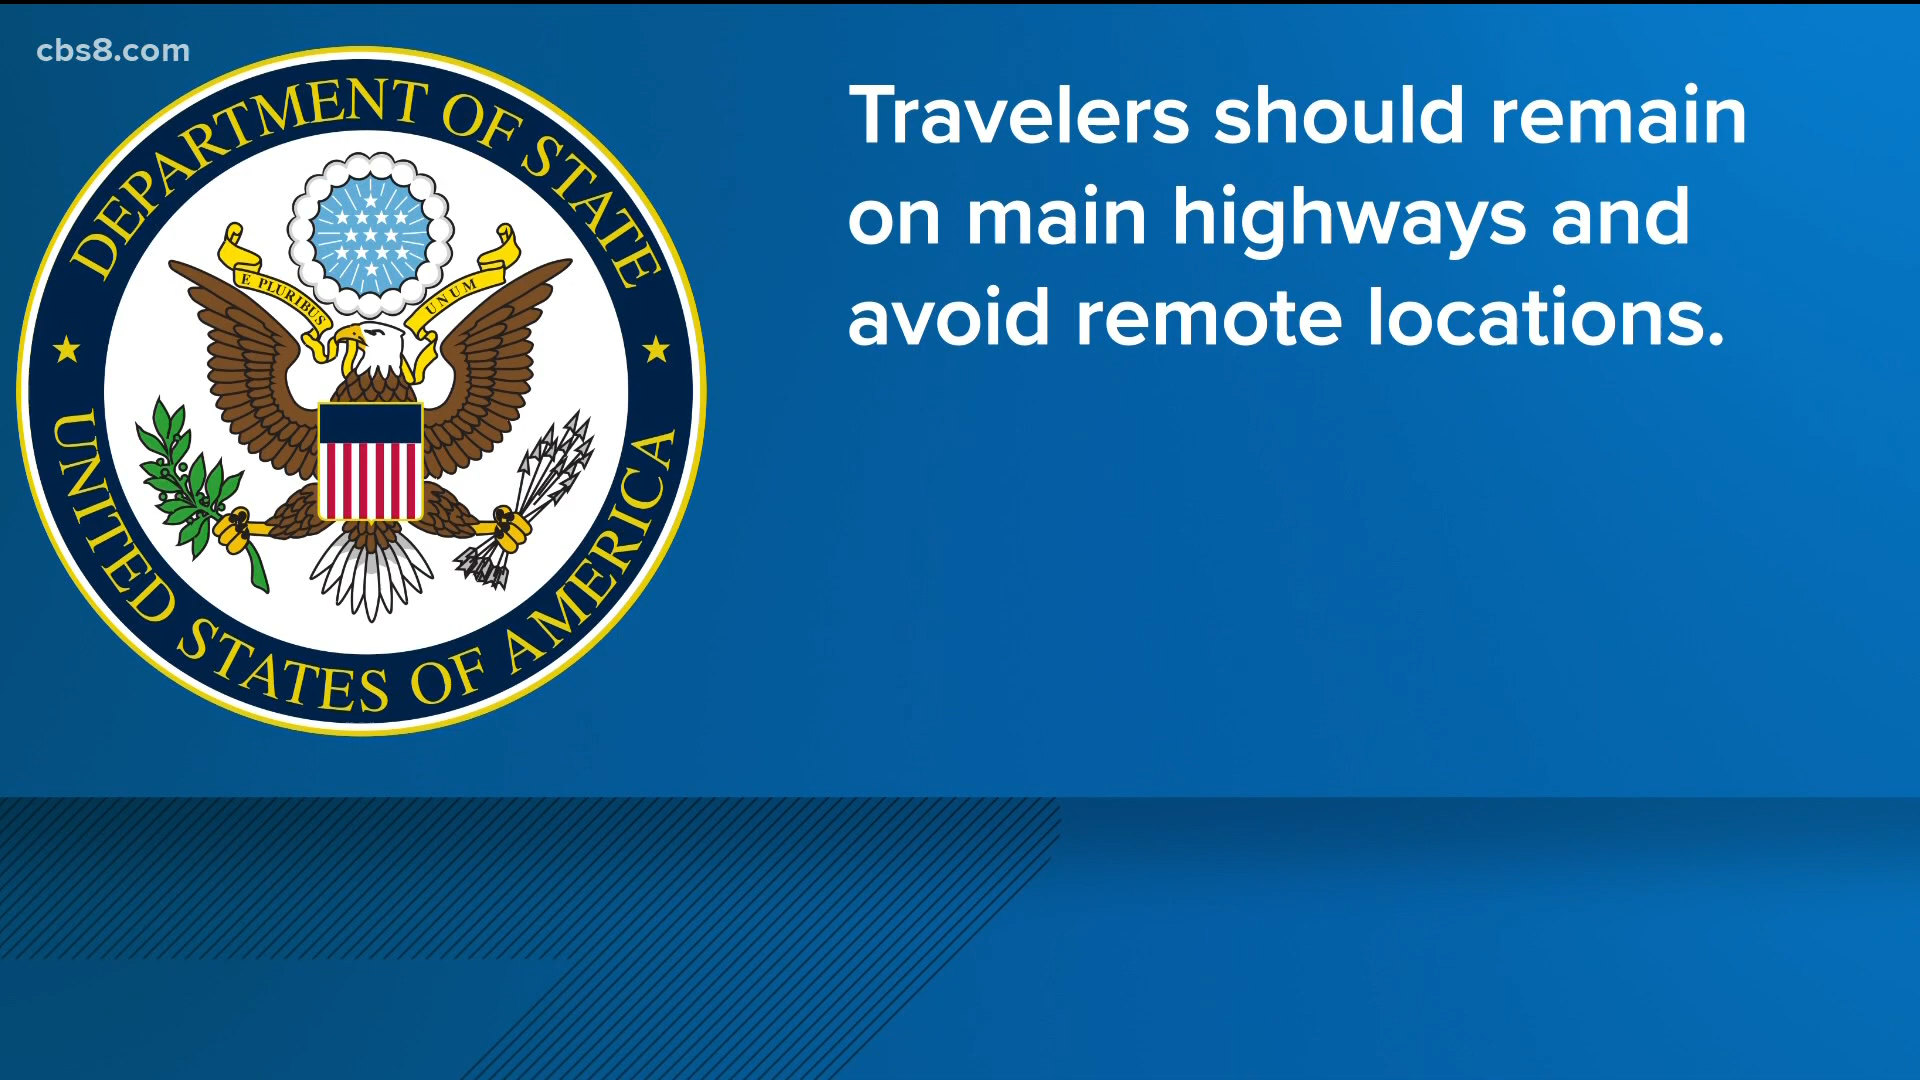 cbs8.com
DEPARTMENT OF STATE
E PLURIBUS UNUM
UNITED STATES OF AMERICA
Travelers should remain
on main highways and
avoid remote locations.